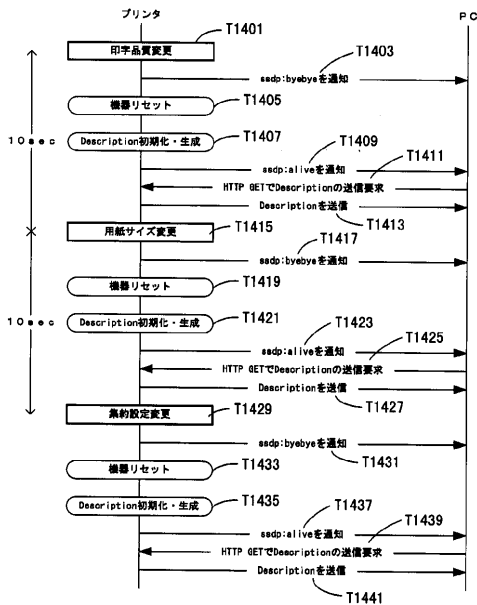 プリンタ
PC
T1401
印字品質変更
T1403
ssdp:byebyeを通知
機器リセット
T1405
10sec
Description初期化・生成
T1407
T1409
ssdp:aliveを通知
T1411
HTTP GETでDescriptionの送信要求
Descriptionを送信
T1413
用紙サイズ変更
T1415
T1417
ssdp:byebyeを通知
機器リセット
T1419
10sec
Description初期化・生成
T1421
T1423
ssdp:aliveを通知
T1425
HTTP GETでDescriptionの送信要求
Descriptionを送信
T1427
集約設定変更
T1429
ssdp:byebyeを通知
T1431
機器リセット
T1433
Description初期化・生成
T1435
T1437
ssdp:aliveを通知
T1439
HTTP GETでDescriptionの送信要求
Descriptionを送信
T1441